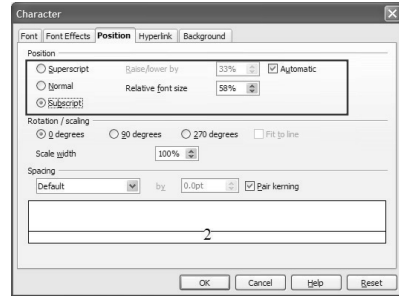 Character
Font Font Effects Position Hyperlink Background
Position
Superscript Raise/lower by 33% Automatic
Normal Relative font size 58%
Subscript
Rotation / scaling
0 degrees 90 degrees 270 degrees Fit to line
Scale width 100%
Spacing
Default by 0.0pt Pair kerning
2
OK Cancel Help Reset